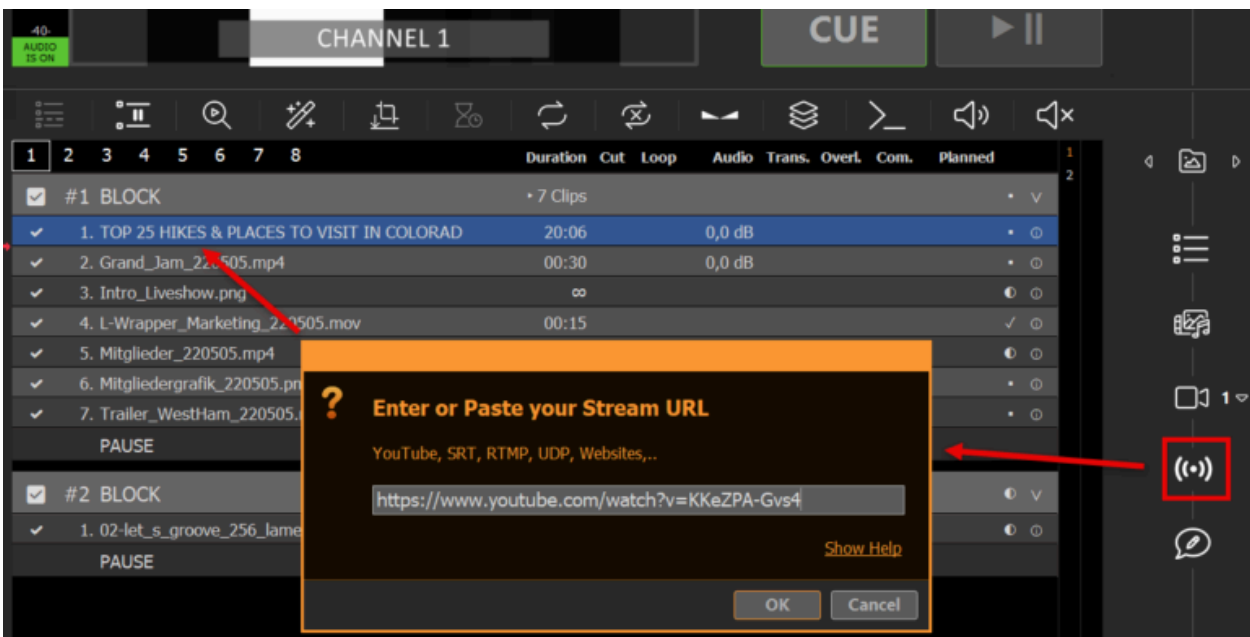 -40-
AUDIO
IS ON
CHANNEL 1
CUE
1 2 3 4 5 6 7 8 Duration Cut Loop Audio Trans. Overl. Com. Planned
1
2
#1 BLOCK 7 Clips
1. TOP 25 HIKES & PLACES TO VISIT IN COLORAD 20:06 0,0 dB
2. Grand_Jam_220505.mp4 00:30 0,0 dB
3. Intro_Liveshow.png ∞
4. L-Wrapper_Marketing_220505.mov 00:15
5. Mitglieder_220505.mp4
6. Mitgliedergrafik_220505.pn
7. Trailer_WestHam_220505.
PAUSE
#2 BLOCK
1. 02-let_s_groove_256_lame
PAUSE
? Enter or Paste your Stream URL
YouTube, SRT, RTMP, UDP, Websites,..
https://www.youtube.com/watch?v=KKeZPA-Gvs4
Show Help
OK Cancel
1